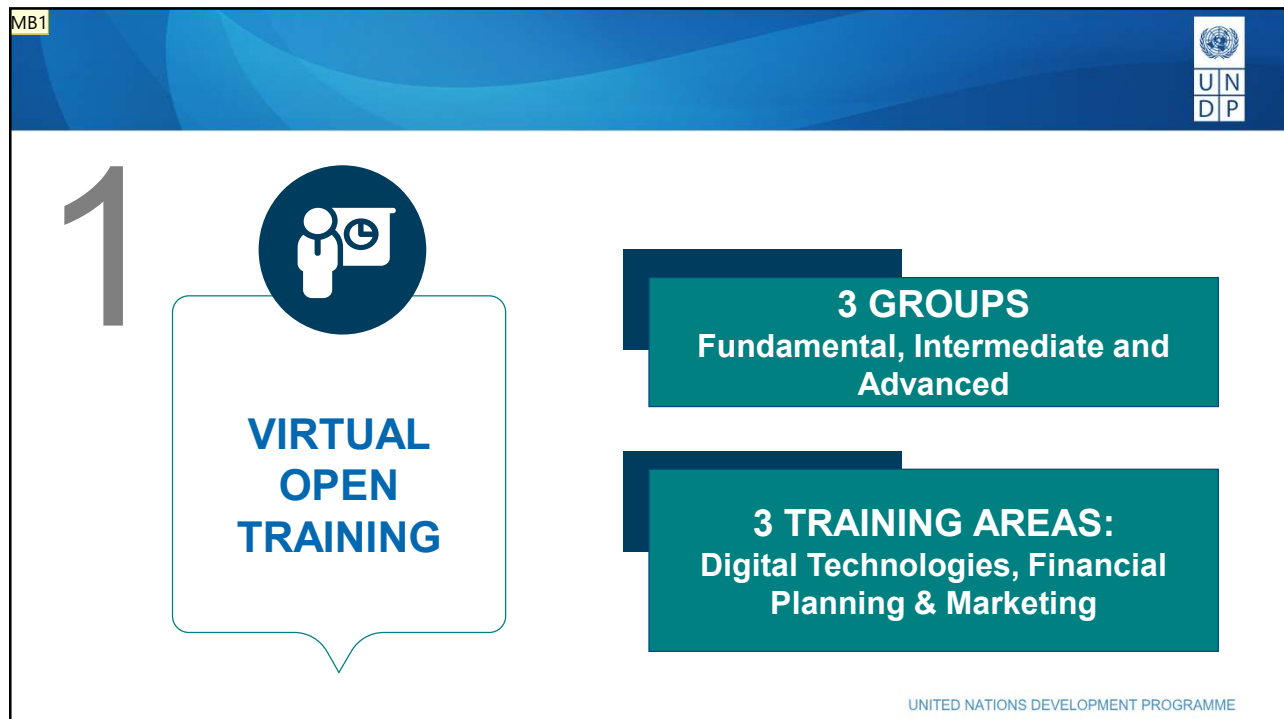 MB1
U N
D P
1
VIRTUAL
OPEN
TRAINING
3 GROUPS
Fundamental, Intermediate and
Advanced
3 TRAINING AREAS:
Digital Technologies, Financial
Planning & Marketing
UNITED NATIONS DEVELOPMENT PROGRAMME